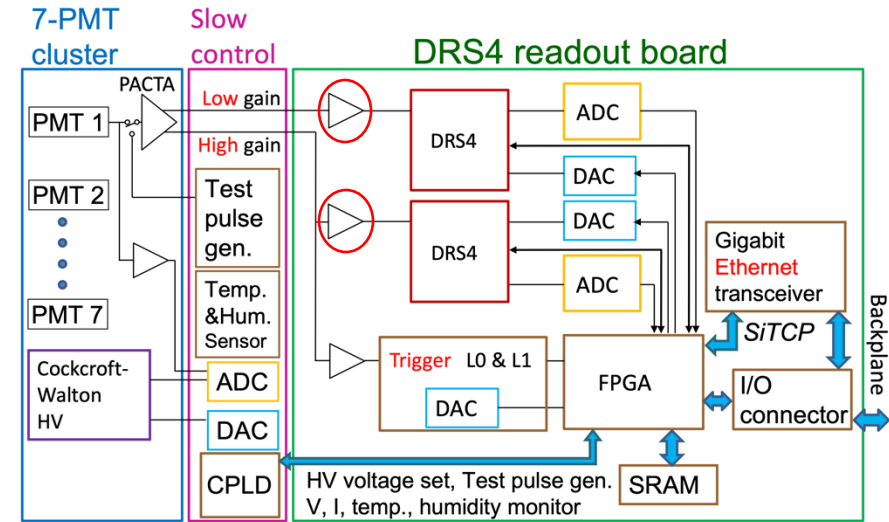 7-PMT
cluster
Slow
control
DRS4 readout board
PACTA
PMT 1
PMT 2
PMT 7
Cockcroft-
Walton
HV
Low gain
High gain
Test
pulse
gen.
Temp.
&Hum.
Sensor
ADC
DAC
CPLD
DRS4
ADC
DAC
DRS4
DAC
ADC
Trigger L0 & L1
DAC
FPGA
Gigabit
Ethernet
transceiver
SiTCP
I/O
connector
Backplane
SRAM
HV voltage set, Test pulse gen.
V, I, temp., humidity monitor